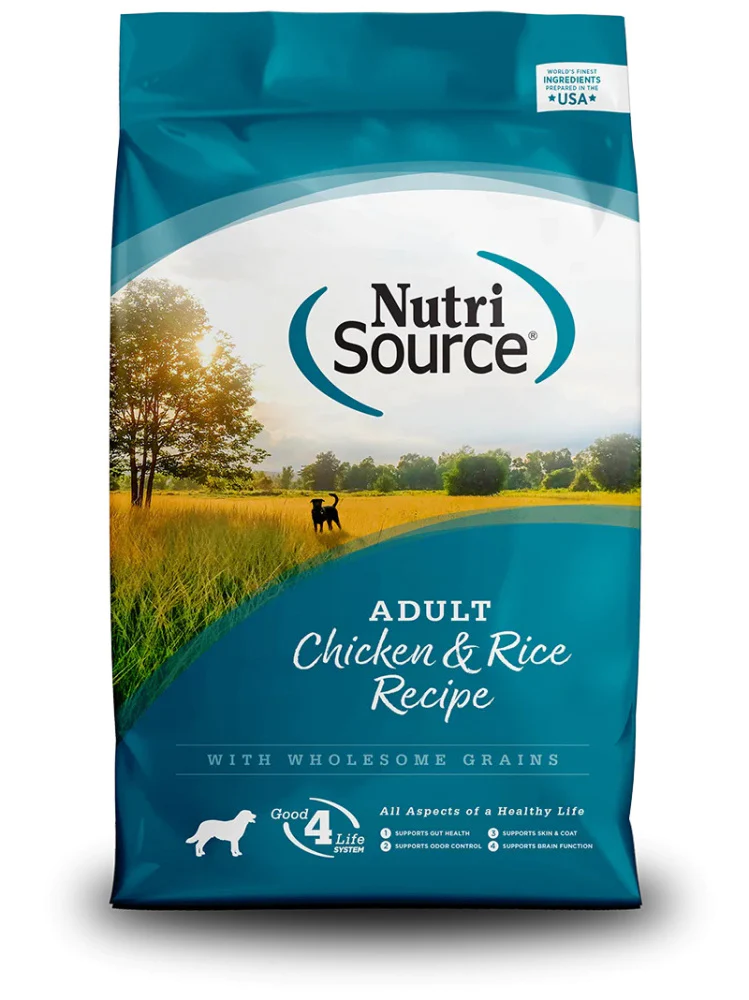 WORLD'S FINEST
INGREDIENTS
PREPARED IN THE
★USA★
Nutri
Source®
ADULT
Chicken & Rice
Recipe
WITH WHOLESOME GRAINS
Good
4
Life
SYSTEM
All Aspects of a Healthy Life
1 SUPPORTS GUT HEALTH
2 SUPPORTS ODOR CONTROL
3 SUPPORTS SKIN & COAT
4 SUPPORTS BRAIN FUNCTION